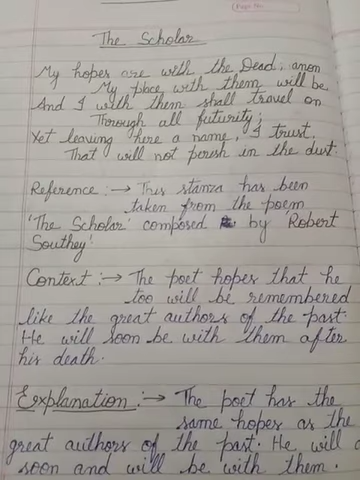 Page No.
The Scholar
My hopes are with the Dead; anon
My place with them will be
And I with them shall travel on
Through all futurity;
Yet leaving here a name, I trust,
That will not perish in the dust.
Reference :→ This stanza has been
taken from the poem
'The Scholar' composed by 'Robert
Southey'
Context :→ The poet hopes that he
too will be remembered
like the great authors of the past.
He will soon be with them after
his death.
Explanation :→ The poet has the
same hopes as the
great authors of the past. He will
soon and will be with them.